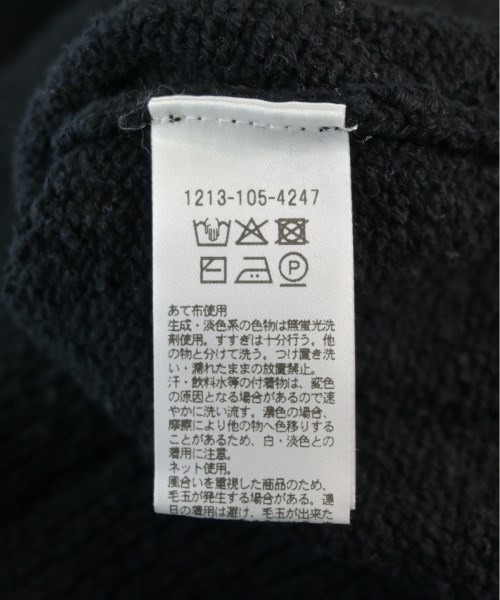 1213-105-4247
あて布使用
生成・淡色系の色物は無蛍光洗
剤使用。すすぎは十分行う。他
の物と分けて洗う。つけ置き洗
い・濡れたままの放置禁止。
汗・飲料水等の付着物は、変色
の原因となる場合があるので速
やかに洗い流す。濃色の場合、
摩擦により他の物へ色移りする
ことがあるため、白・淡色との
着用に注意。
ネット使用。
風合いを重視した商品のため、
毛玉が発生する場合がある。連
日の着用は避け、毛玉が出来た